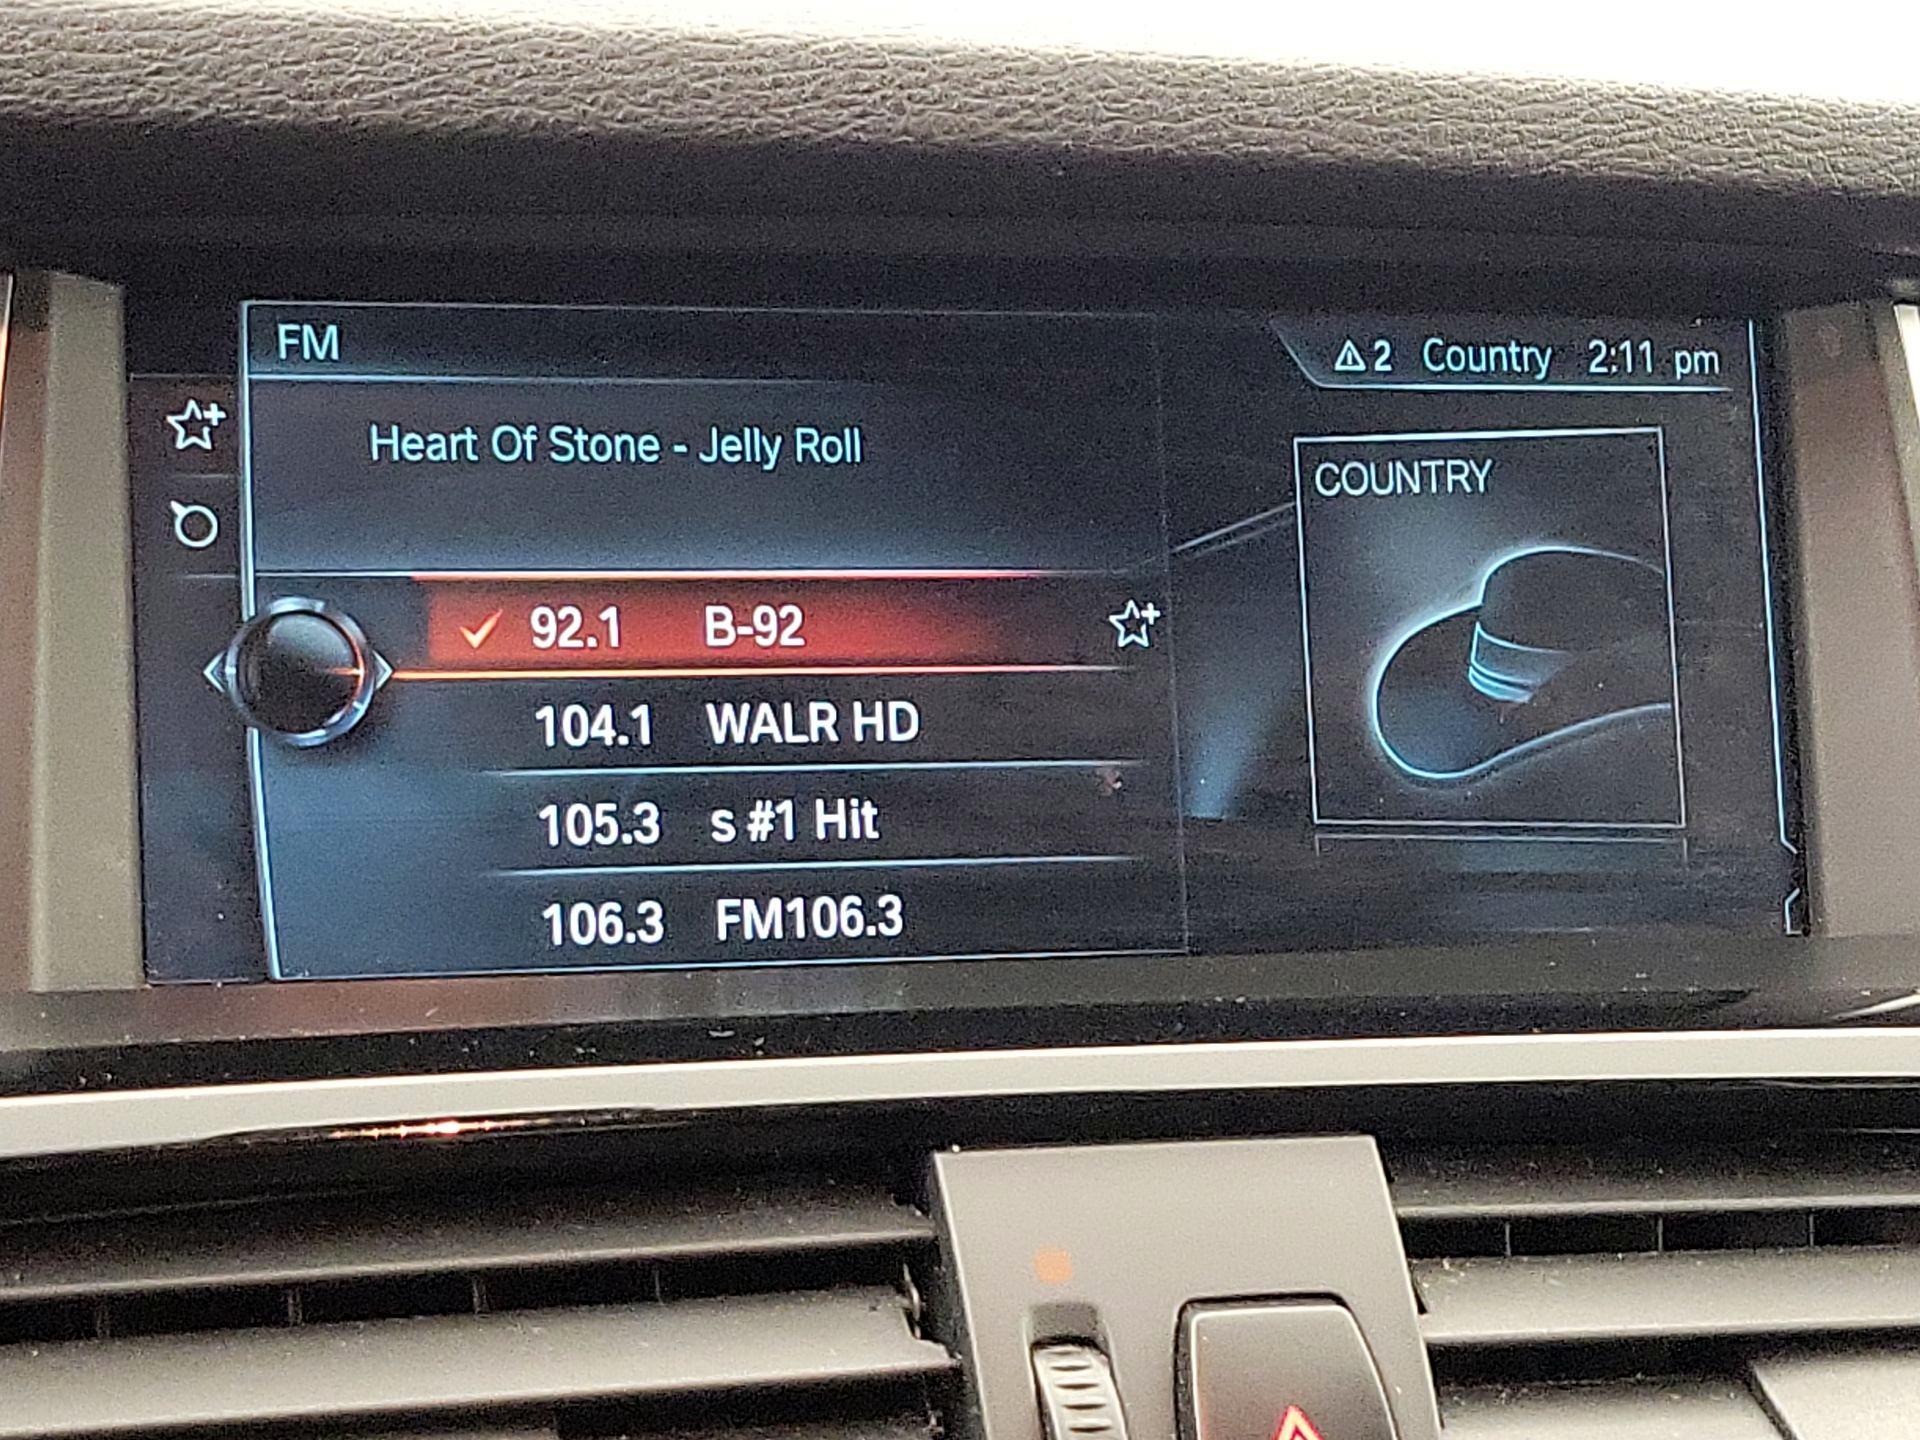 FM
2 Country 2:11 pm
Heart Of Stone - Jelly Roll
COUNTRY
92.1 B-92
104.1 WALR HD
105.3 s #1 Hit
106.3 FM106.3